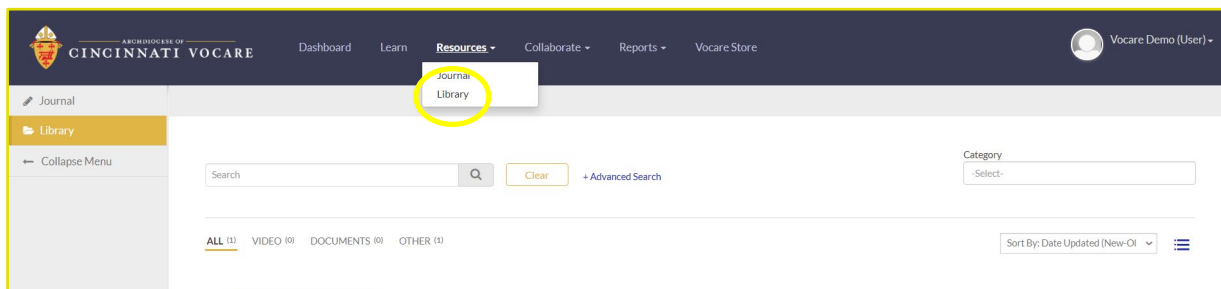 ARCHDIOCESE OF
CINCINNATI VOCARE
Dashboard Learn Resources Collaborate Reports Vocare Store
Vocare Demo (User)
Journal
Library
Journal
Library
Collapse Menu
Category
Search Clear + Advanced Search -Select-
ALL (1) VIDEO (0) DOCUMENTS (0) OTHER (1) Sort By: Date Updated (New-Ol